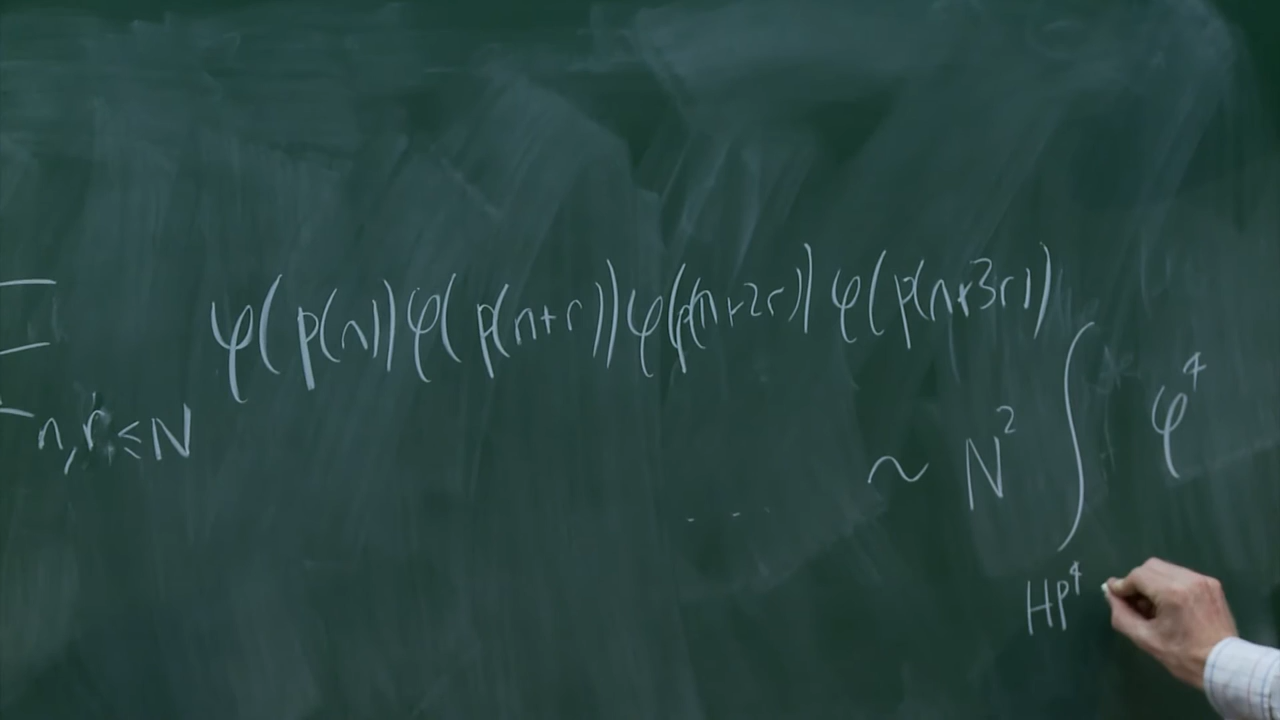 Σ φ(p(n))φ(p(n+r))φ(p(n+2r))φ(p(n+3r))
n,r≤N
~ N² ∫ φ⁴
HP⁴